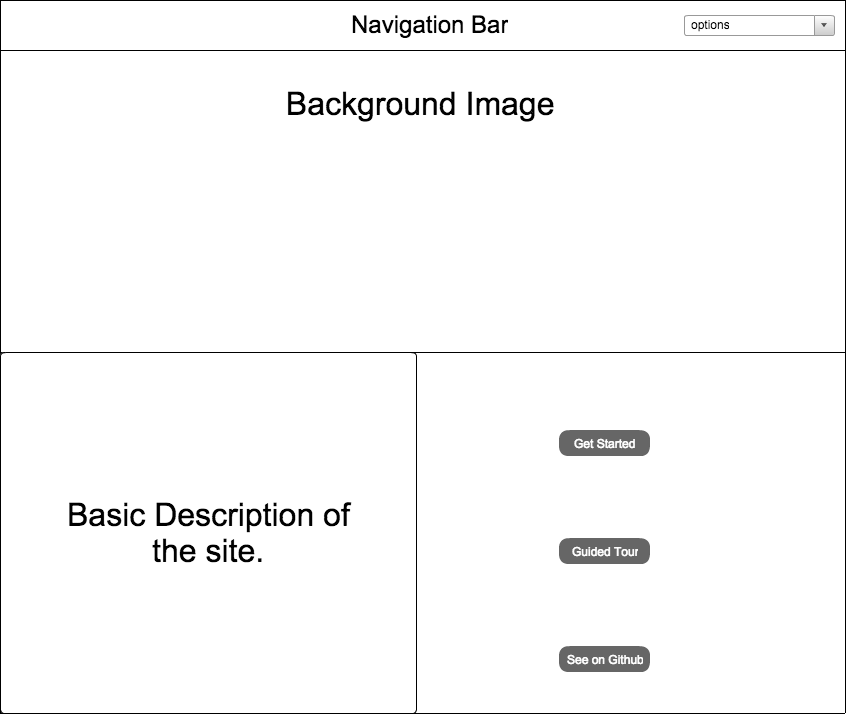 Navigation Bar
options
Background Image
Basic Description of
the site.
Get Started
Guided Tour
See on Github